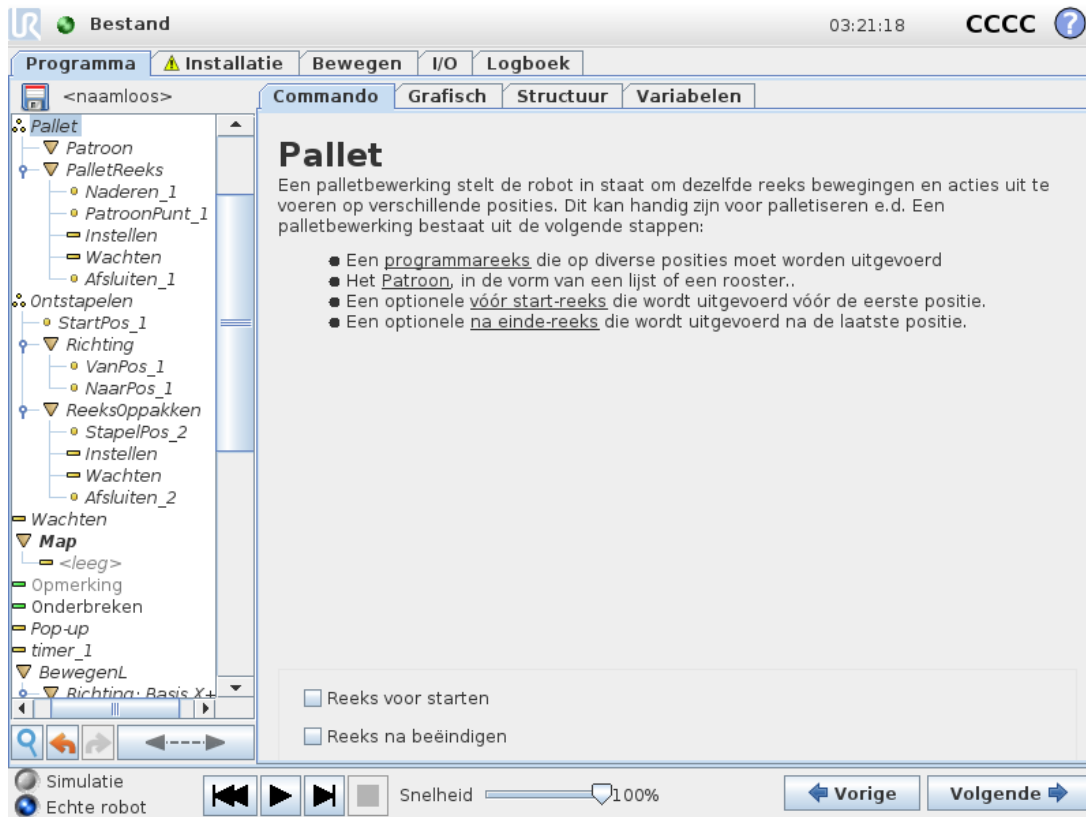 UR Bestand 03:21:18 CCCC ?
Programma Installatie Bewegen I/O Logboek
<naamloos>
Commando Grafisch Structuur Variabelen
Pallet
Patroon
PalletReeks
Naderen_1
PatroonPunt_1
Instellen
Wachten
Afsluiten_1
Ontstapelen
StartPos_1
Richting
VanPos_1
NaarPos_1
ReeksOppakken
StapelPos_2
Instellen
Wachten
Afsluiten_2
Wachten
Map
<leeg>
Opmerking
Onderbreken
Pop-up
timer_1
BewegenL
Richting: Basis X+
Pallet
Een palletbewerking stelt de robot in staat om dezelfde reeks bewegingen en acties uit te
voeren op verschillende posities. Dit kan handig zijn voor palletiseren e.d. Een
palletbewerking bestaat uit de volgende stappen:
Een programmareeks die op diverse posities moet worden uitgevoerd
Het Patroon, in de vorm van een lijst of een rooster..
Een optionele vóór start-reeks die wordt uitgevoerd vóór de eerste positie.
Een optionele na einde-reeks die wordt uitgevoerd na de laatste positie.
Reeks voor starten
Reeks na beëindigen
Simulatie
Echte robot
Snelheid 100%
Vorige
Volgende